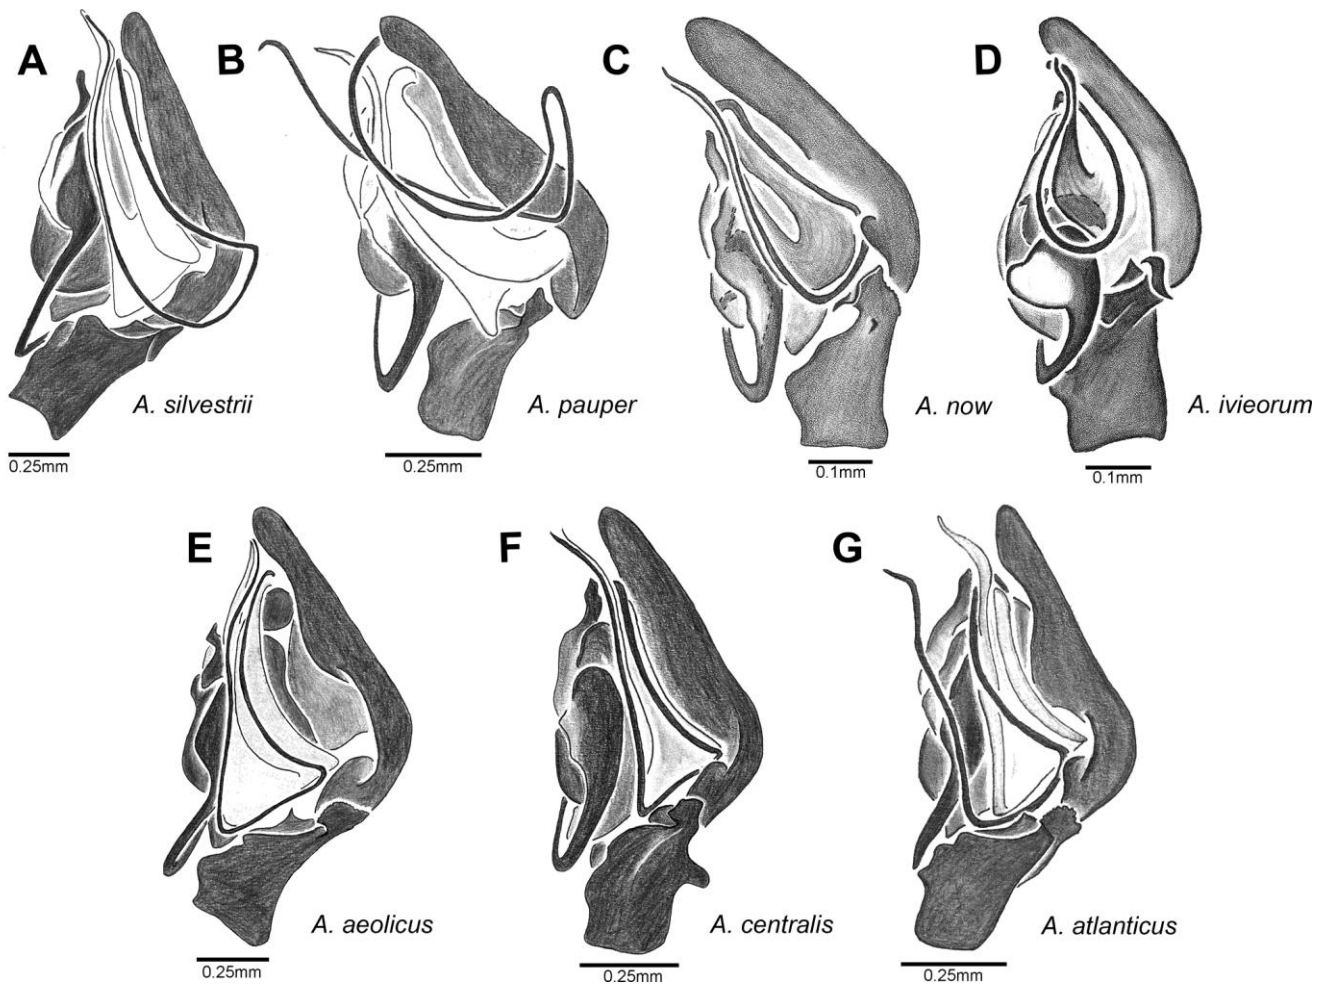 A
B
C
D
A. silvestrii
A. pauper
A. now
A. ivieorum
0.25mm
0.25mm
0.1mm
0.1mm
E
F
G
A. aeolicus
A. centralis
A. atlanticus
0.25mm
0.25mm
0.25mm